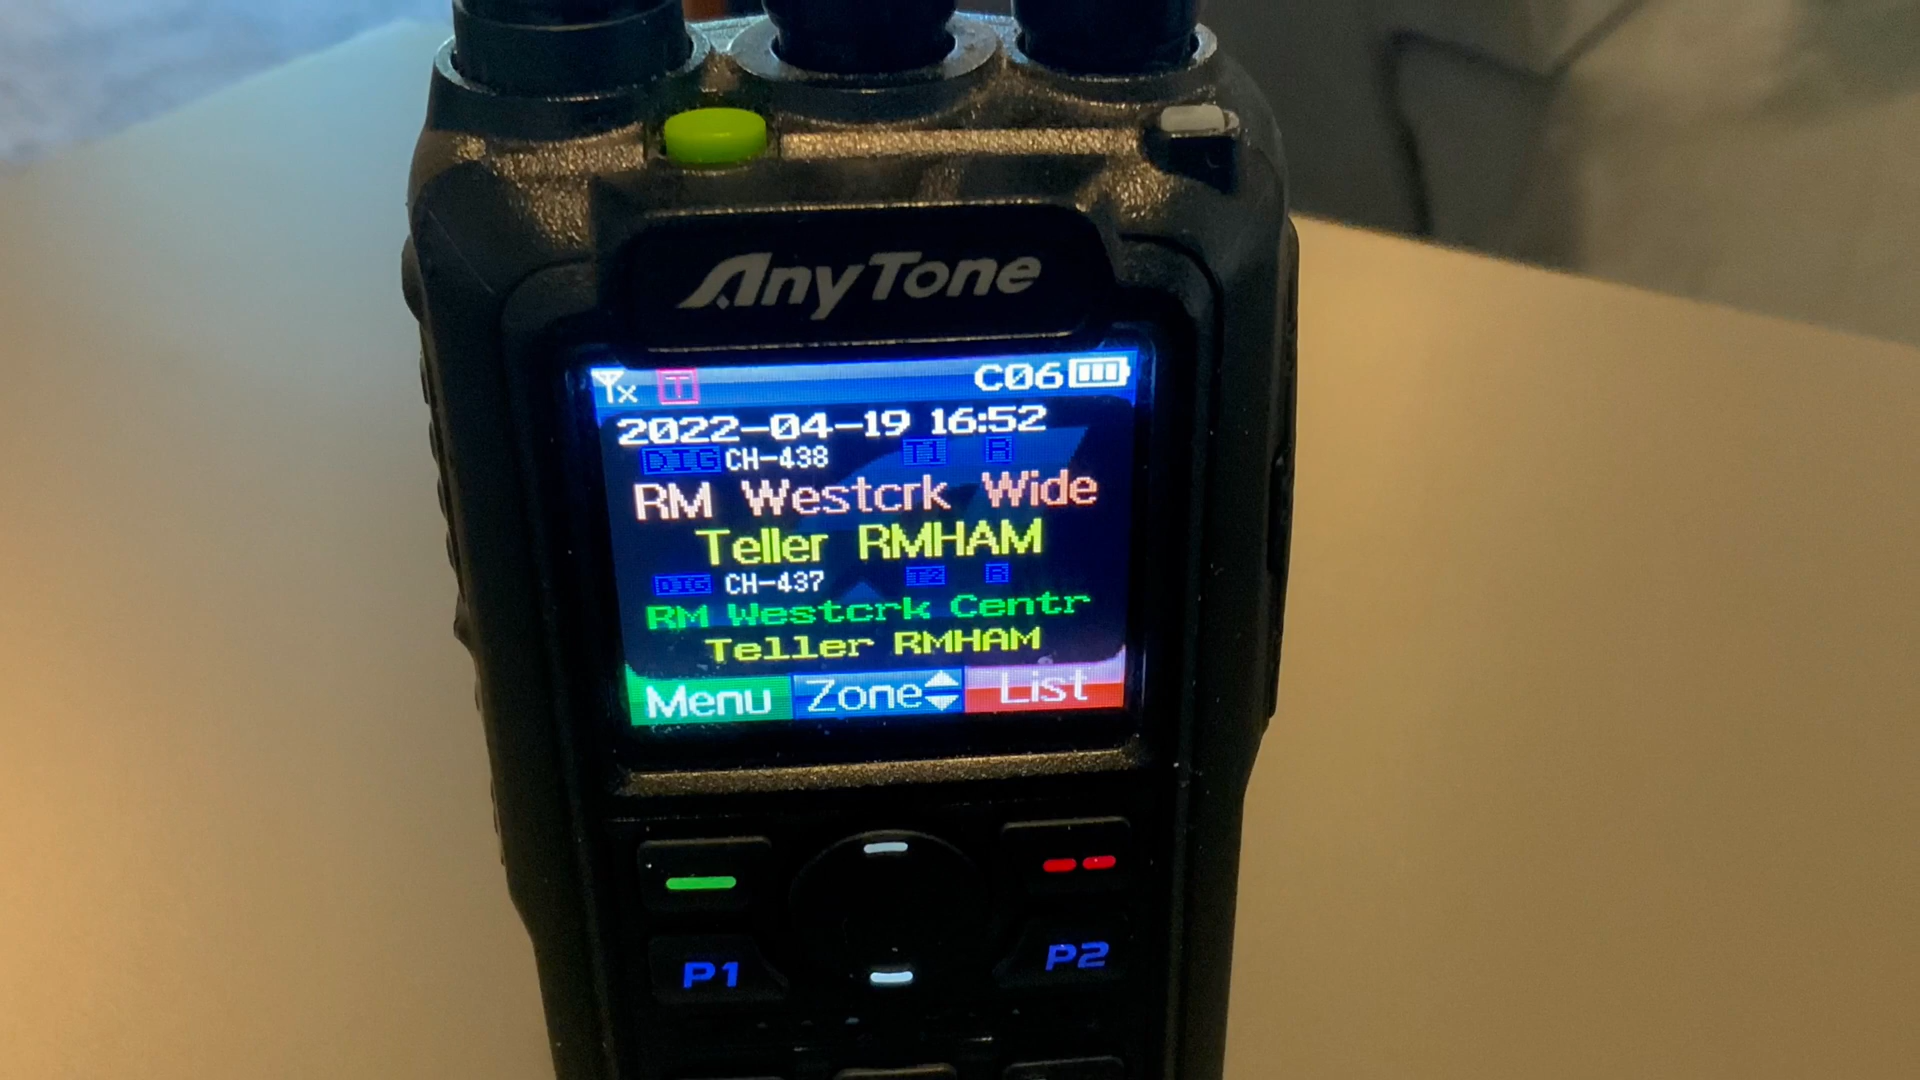 AnyTone
T C06
2022-04-19 16:52
DIG CH-438 T1 R
RM Westcrk Wide
Teller RMHAM
DIG CH-437 T2 R
RM Westcrk Centr
Teller RMHAM
Menu Zone List
P1 P2